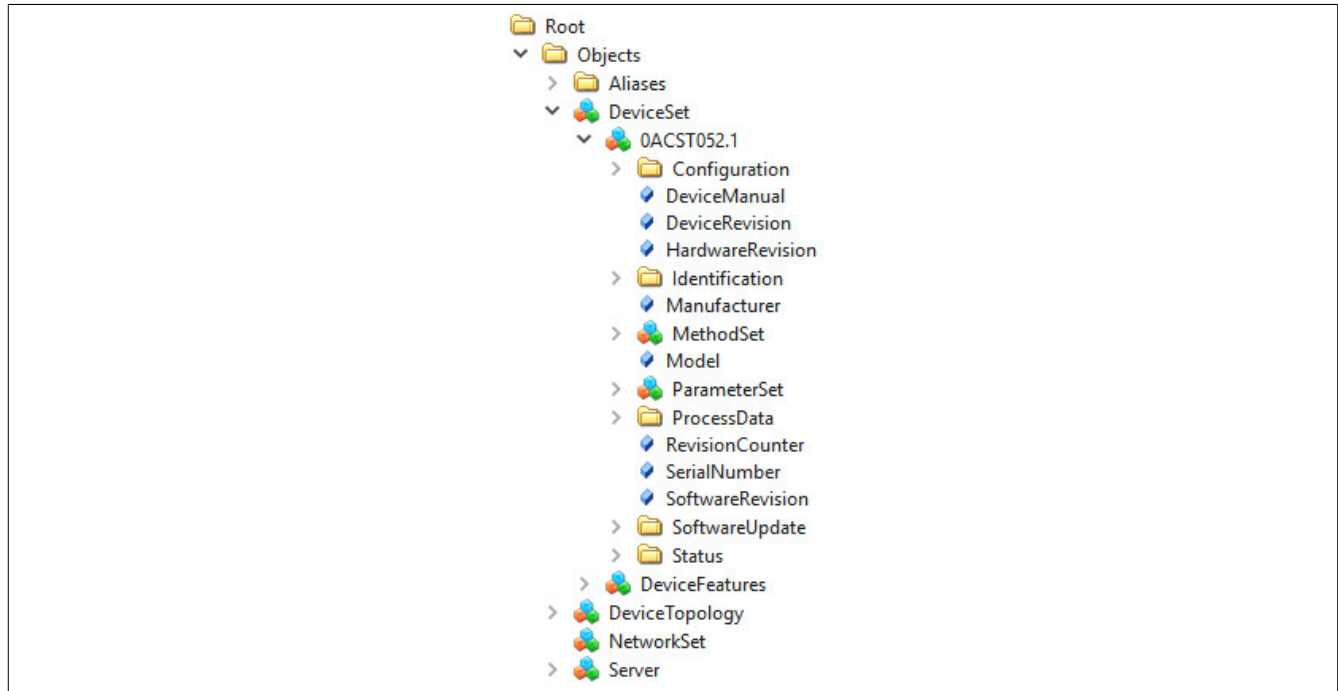 Root
Objects
Aliases
DeviceSet
0ACST052.1
Configuration
DeviceManual
DeviceRevision
HardwareRevision
Identification
Manufacturer
MethodSet
Model
ParameterSet
ProcessData
RevisionCounter
SerialNumber
SoftwareRevision
SoftwareUpdate
Status
DeviceFeatures
DeviceTopology
NetworkSet
Server